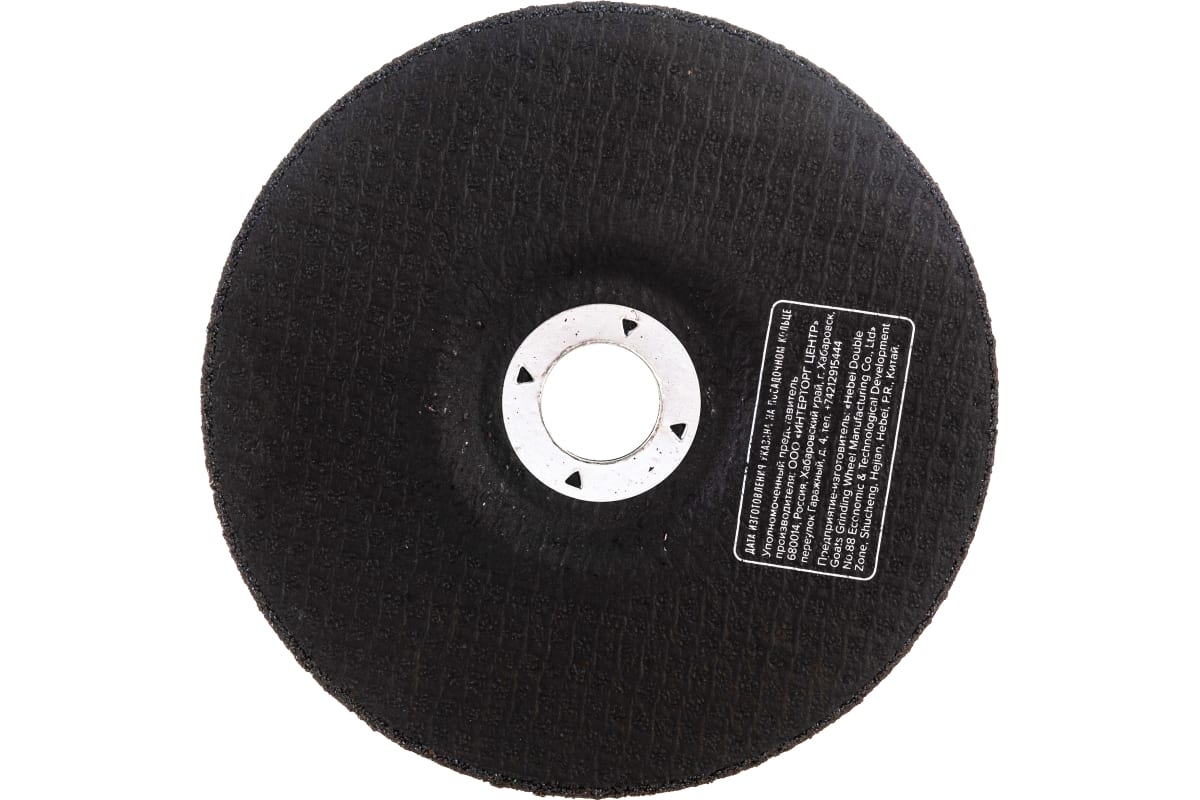 ДАТА ИЗГОТОВЛЕНИЯ УКАЗАНА НА ПОСАДОЧНОМ КОЛЬЦЕ
Уполномоченный представитель
производителя: ООО «ИНТЕРТОРГ ЦЕНТР»
680014, Россия, Хабаровский край, г. Хабаровск,
переулок Гаражный, д. 4, тел. +74212915444
Предприятие-изготовитель: «Hebei Double
Goats Grinding Wheel Manufacturing Co., Ltd»
No.88 Economic & Technological Development
Zone, Shucheng, Hejian, Hebei, P.R., Китай.